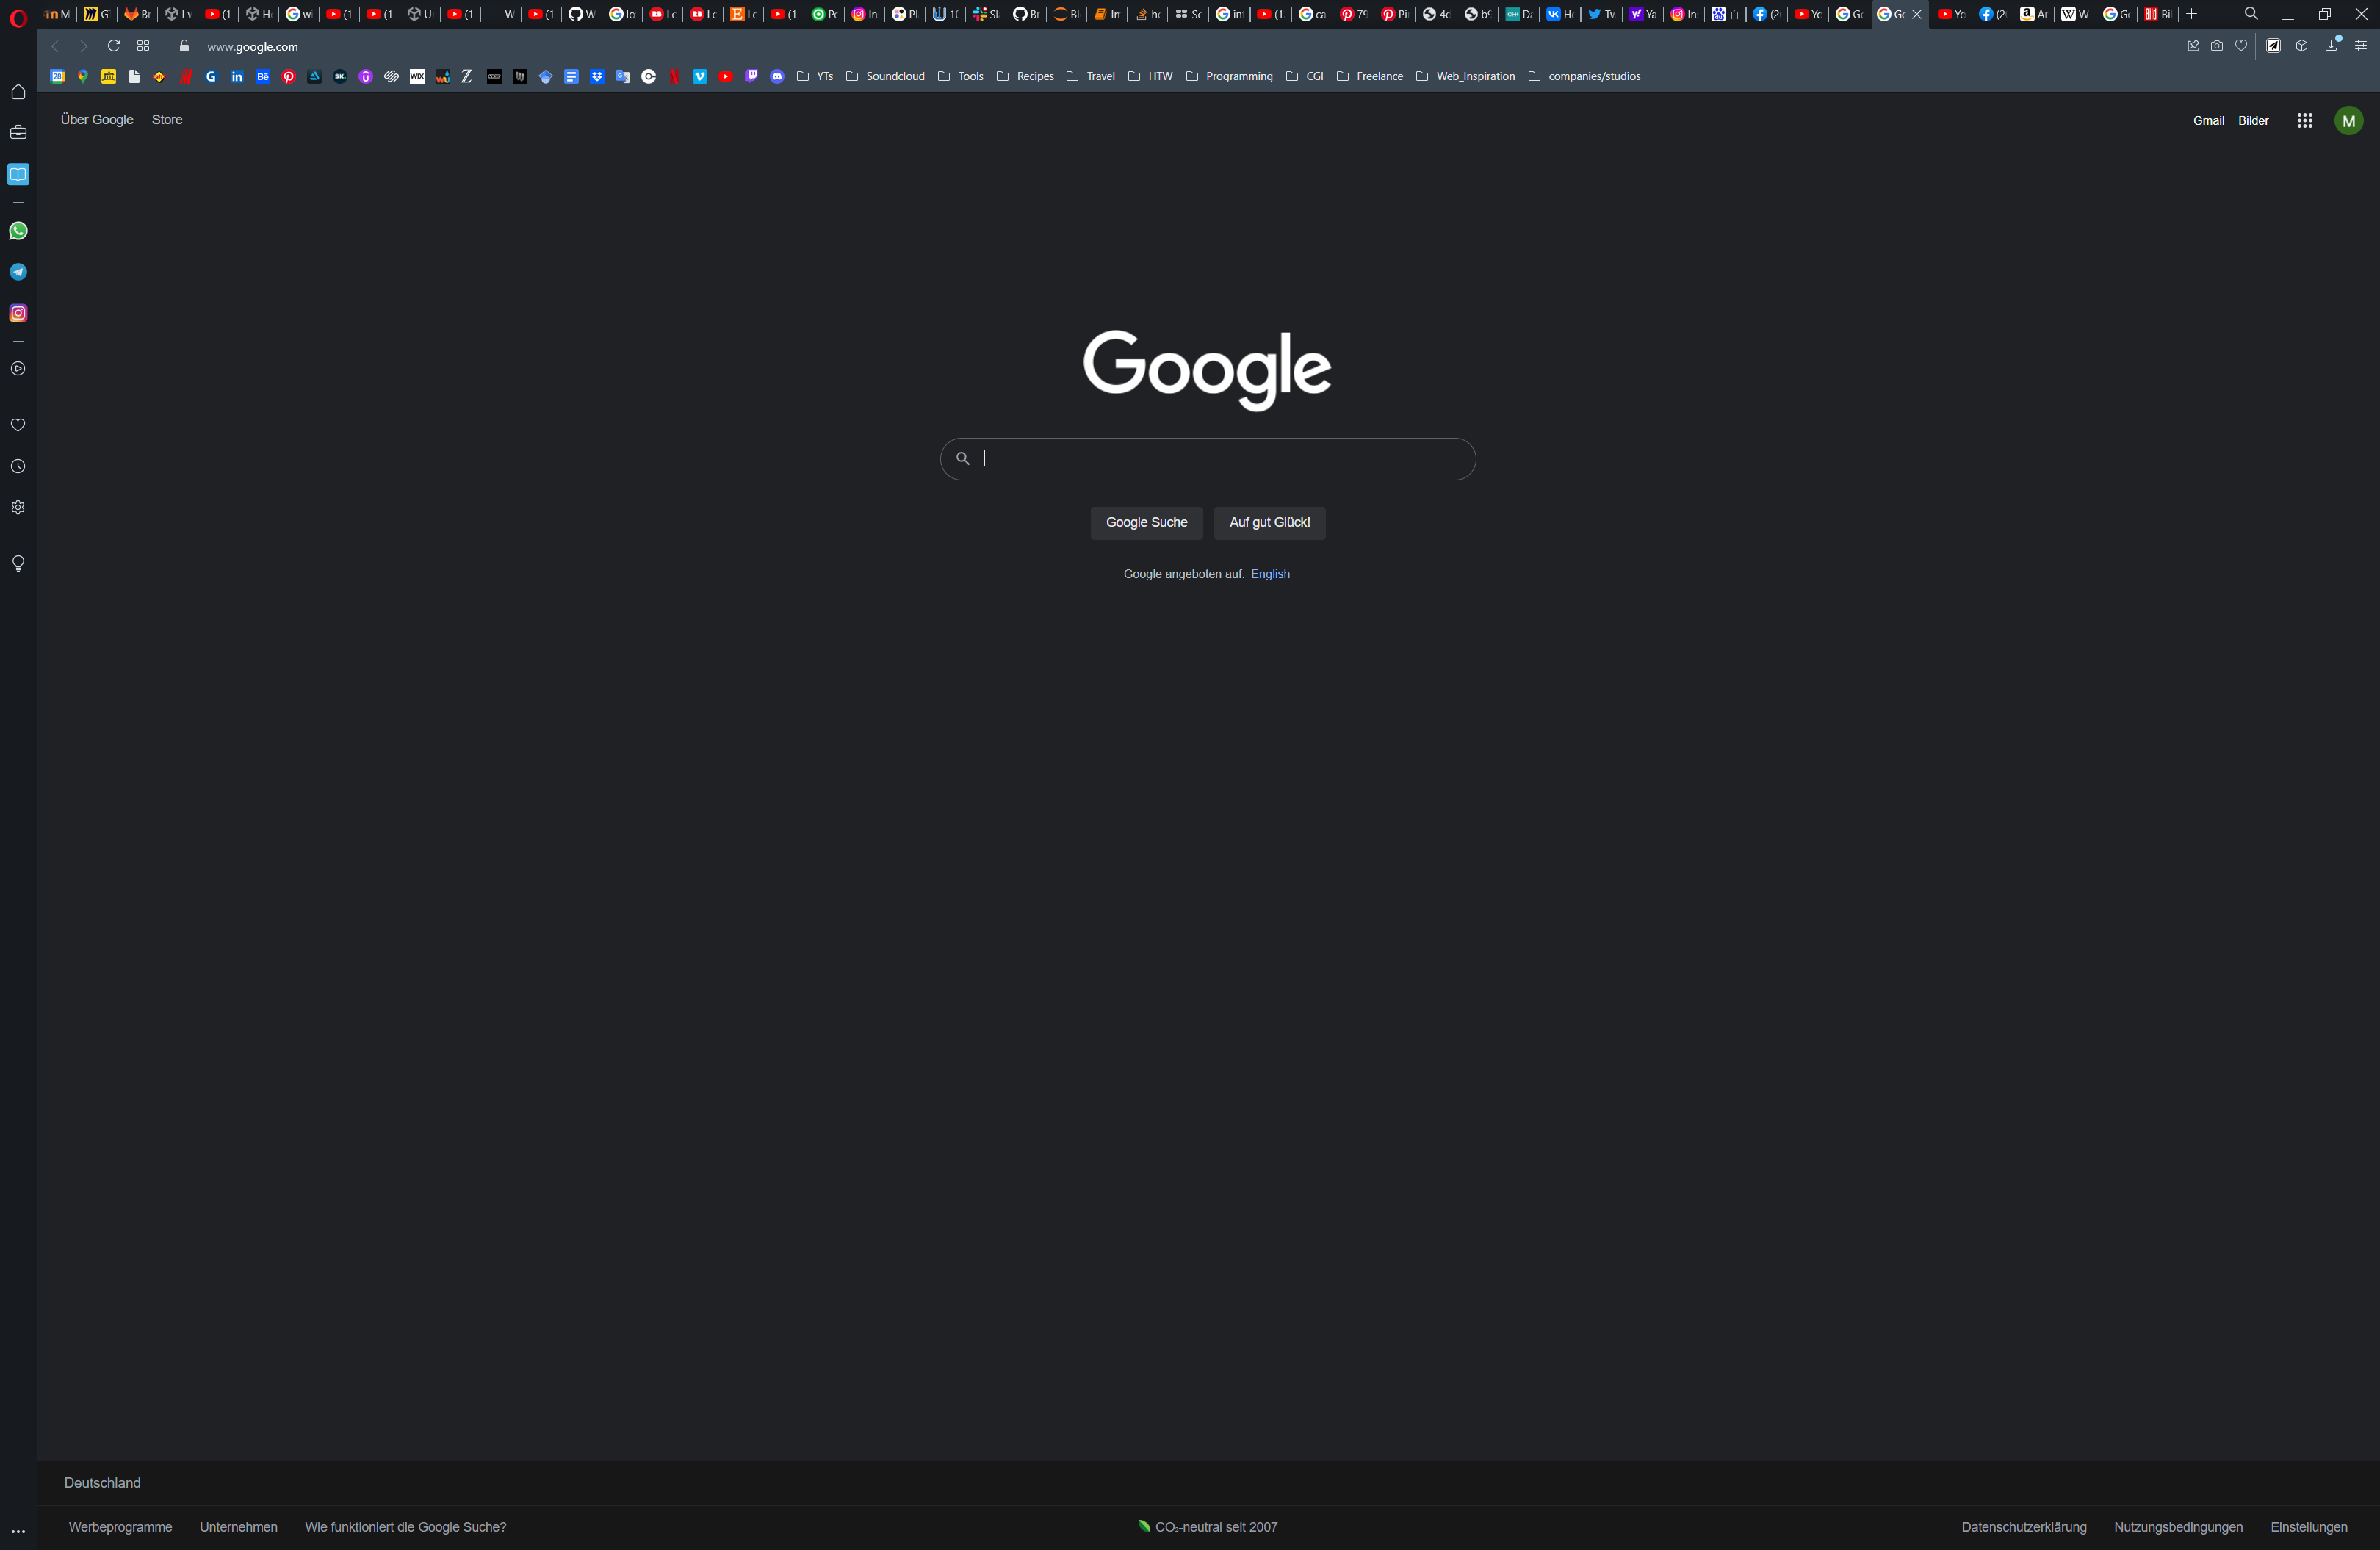 www.google.com
YTs Soundcloud Tools Recipes Travel HTW Programming CGI Freelance Web_Inspiration companies/studios
Über Google Store
Gmail Bilder
M
Google
Google Suche Auf gut Glück!
Google angeboten auf: English
Deutschland
Werbeprogramme Unternehmen Wie funktioniert die Google Suche?
CO₂-neutral seit 2007
Datenschutzerklärung Nutzungsbedingungen Einstellungen